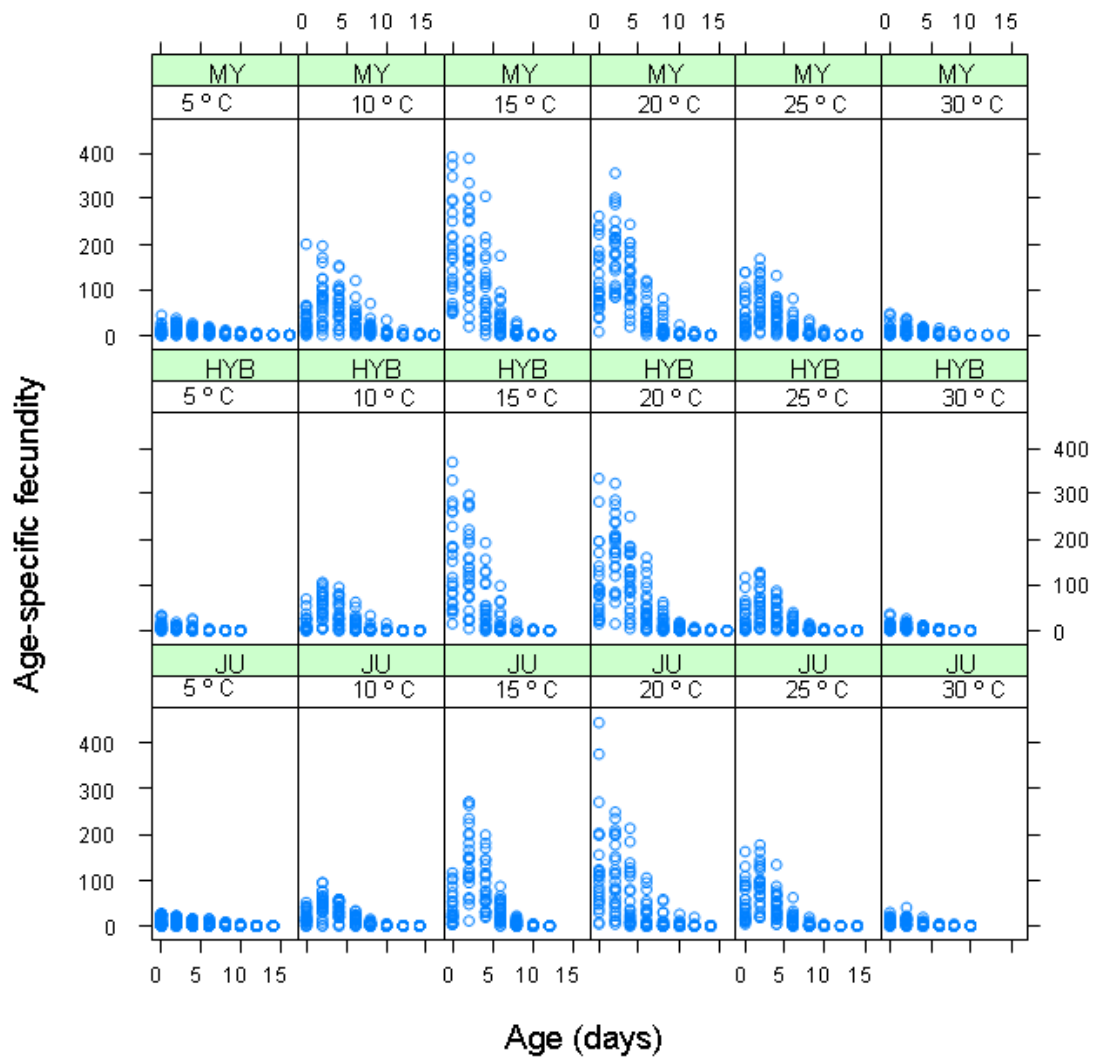 0 5 10 15 0 5 10 15 0 5 10 15
MY MY MY MY MY MY
5 º C 10 º C 15 º C 20 º C 25 º C 30 º C
400
300
200
100
0
HYB HYB HYB HYB HYB HYB
5 º C 10 º C 15 º C 20 º C 25 º C 30 º C
400
300
200
100
0
JU JU JU JU JU JU
5 º C 10 º C 15 º C 20 º C 25 º C 30 º C
400
300
200
100
0
0 5 10 15 0 5 10 15 0 5 10 15
Age-specific fecundity
Age (days)